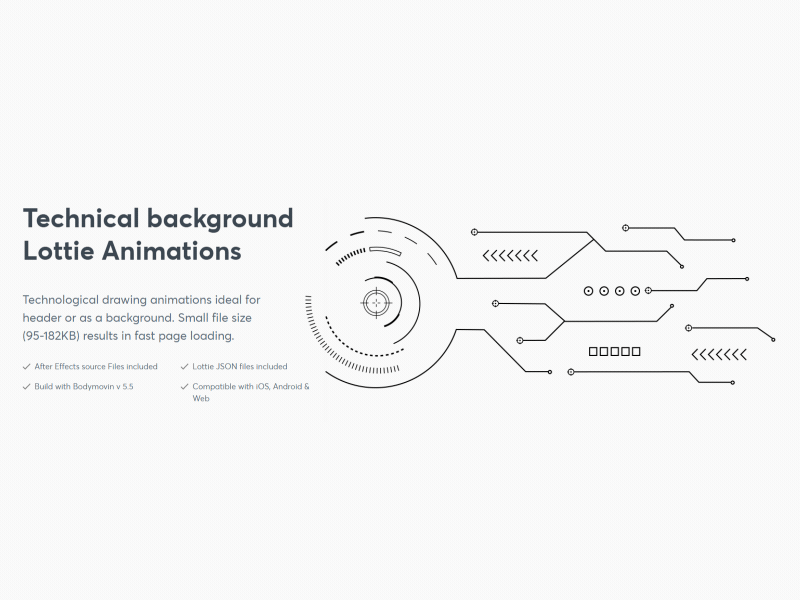 Technical background
Lottie Animations
Technological drawing animations ideal for
header or as a background. Small file size
(95-182KB) results in fast page loading.
After Effects source Files included
Lottie JSON files included
Build with Bodymovin v 5.5
Compatible with iOS, Android &
Web